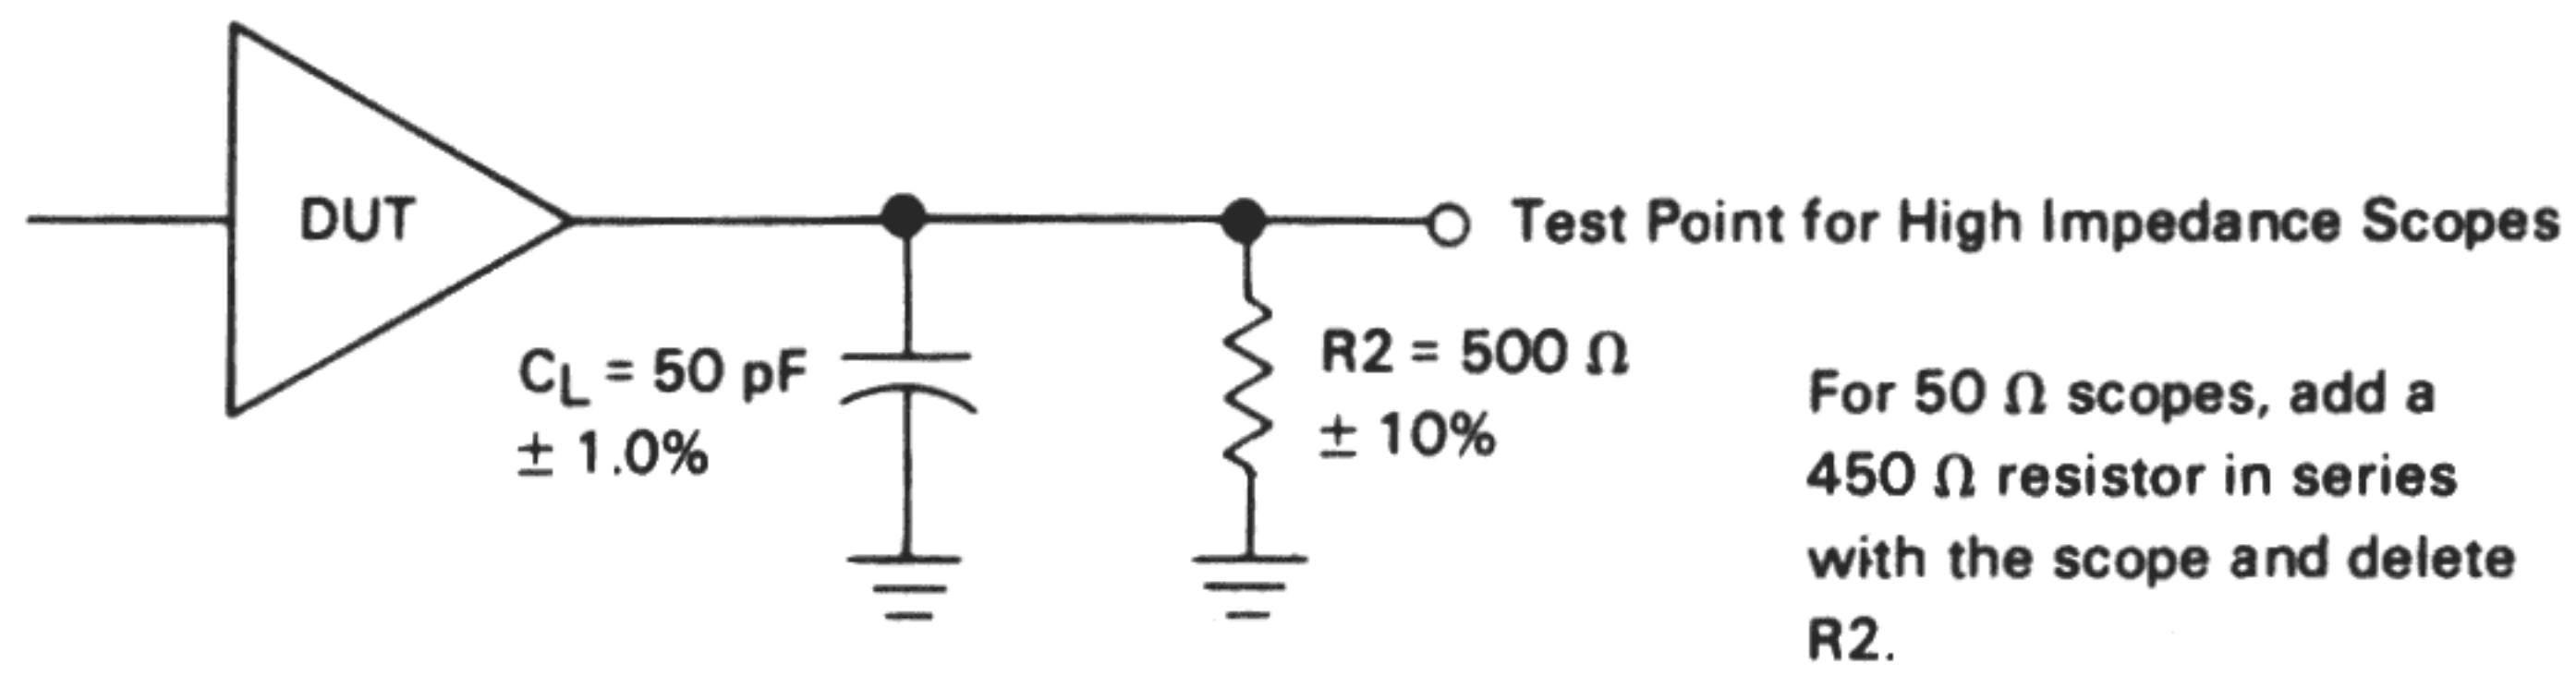 DUT
Test Point for High Impedance Scopes
CL = 50 pF
± 1.0%
R2 = 500 Ω
± 10%
For 50 Ω scopes, add a
450 Ω resistor in series
with the scope and delete
R2.